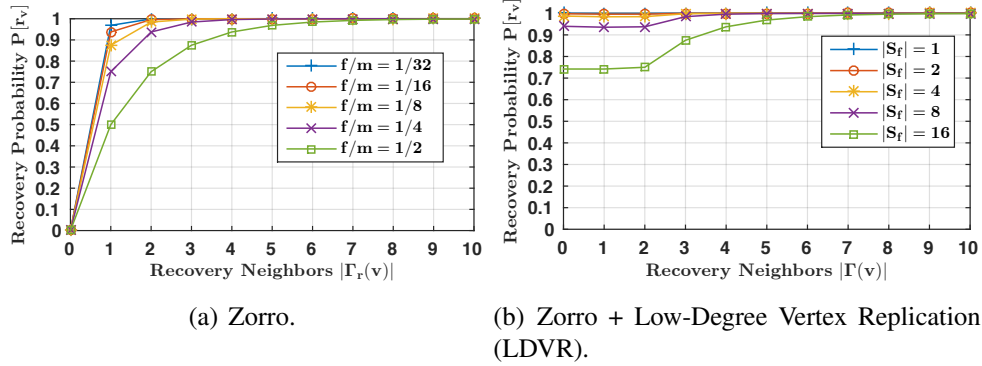 Recovery Probability P[r_v]
1
0.9
0.8
0.7
0.6
0.5
0.4
0.3
0.2
0.1
0
f/m = 1/32
f/m = 1/16
f/m = 1/8
f/m = 1/4
f/m = 1/2
0 1 2 3 4 5 6 7 8 9 10
Recovery Neighbors |Γ_r(v)|
(a) Zorro.
Recovery Probability P[r_v]
1
0.9
0.8
0.7
0.6
0.5
0.4
0.3
0.2
0.1
0
|S_f| = 1
|S_f| = 2
|S_f| = 4
|S_f| = 8
|S_f| = 16
0 1 2 3 4 5 6 7 8 9 10
Recovery Neighbors |Γ(v)|
(b) Zorro + Low-Degree Vertex Replication
(LDVR).